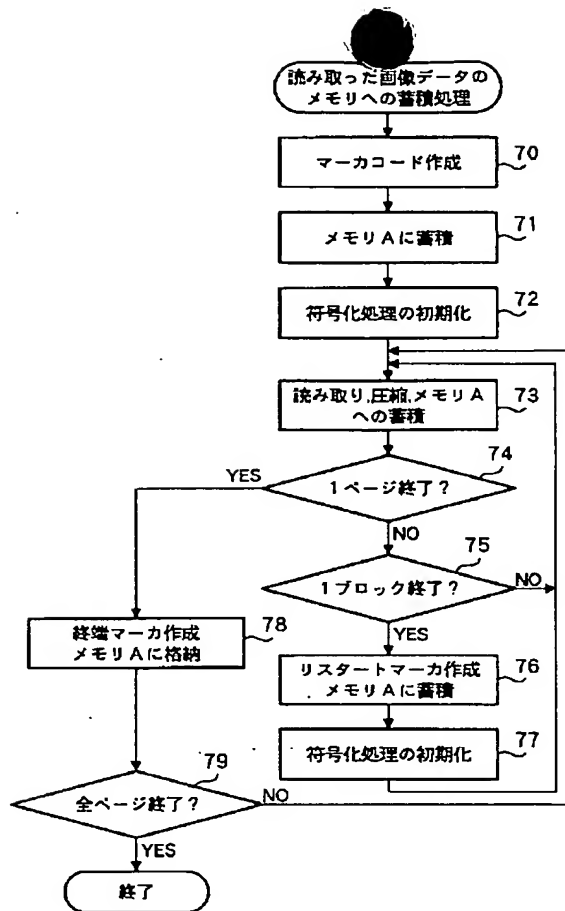 読み取った画像データの
メモリへの蓄積処理
70
マーカコード作成
71
メモリAに蓄積
72
符号化処理の初期化
73
読み取り,圧縮,メモリA
への蓄積
74
YES
1ページ終了?
NO
75
1ブロック終了?
NO
YES
78
終端マーカ作成
メモリAに格納
76
リスタートマーカ作成
メモリAに蓄積
77
符号化処理の初期化
79
全ページ終了?
NO
YES
終了